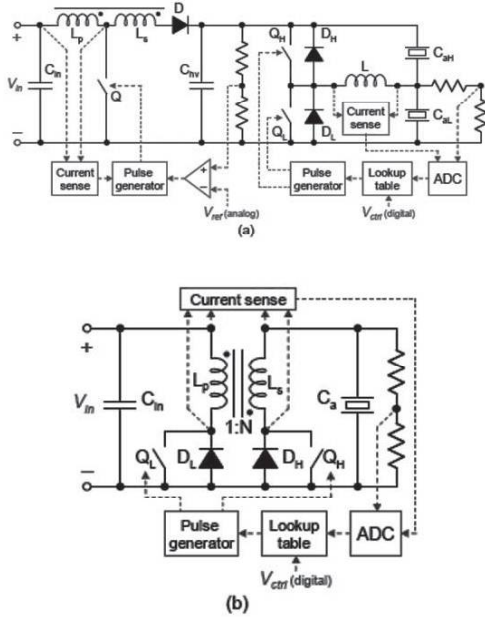 D
Lp
Ls
QH
DH
L
CaH
+
Vin
Cin
Q
Chv
QL
DL
Current sense
CaL
−
Current sense
Pulse generator
+
−
Pulse generator
Lookup table
ADC
Vref (analog)
Vctrl (digital)
(a)
Current sense
+
Vin
Cin
Lp
Ls
1:N
Ca
−
QL
DL
DH
QH
Pulse generator
Lookup table
ADC
Vctrl (digital)
(b)